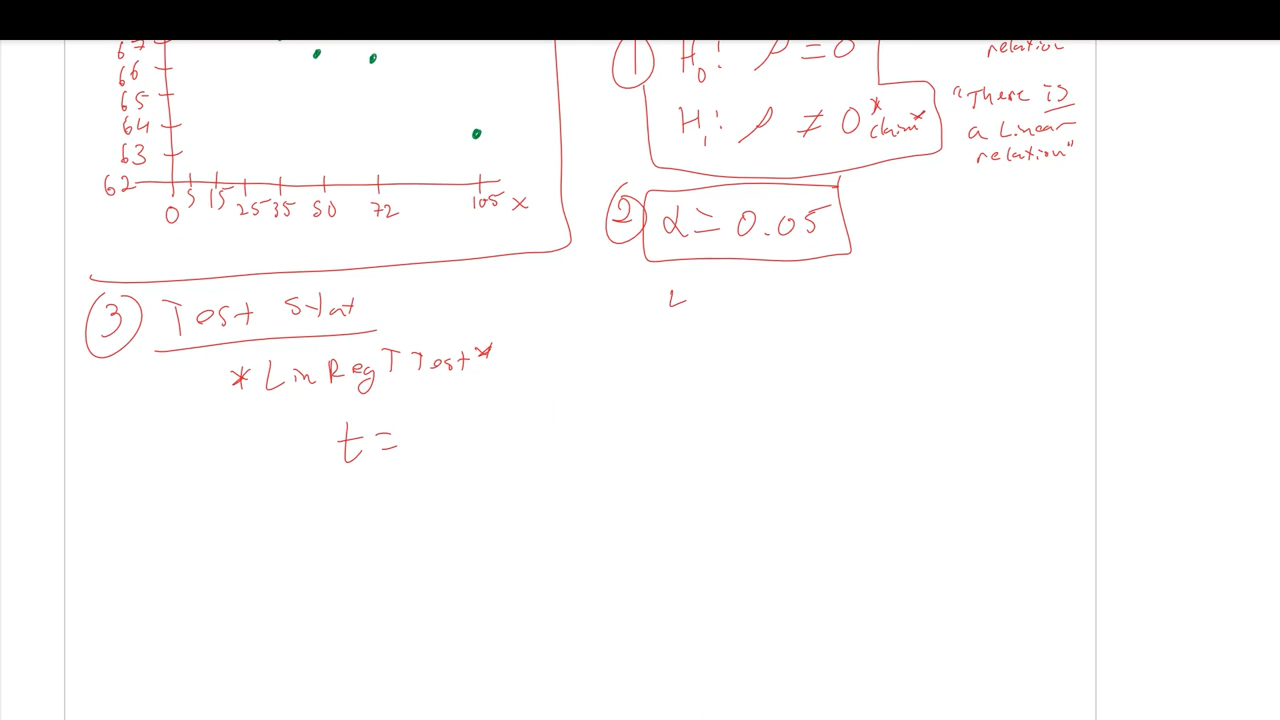 67
66
65
64
63
62
0 5 15 25 35 50 72 105 x
① H₀: ρ = 0
relation
H₁: ρ ≠ 0 *claim*
"There is
a Linear
relation"
② α = 0.05
③ Test Stat
*LinRegTTest*
t =